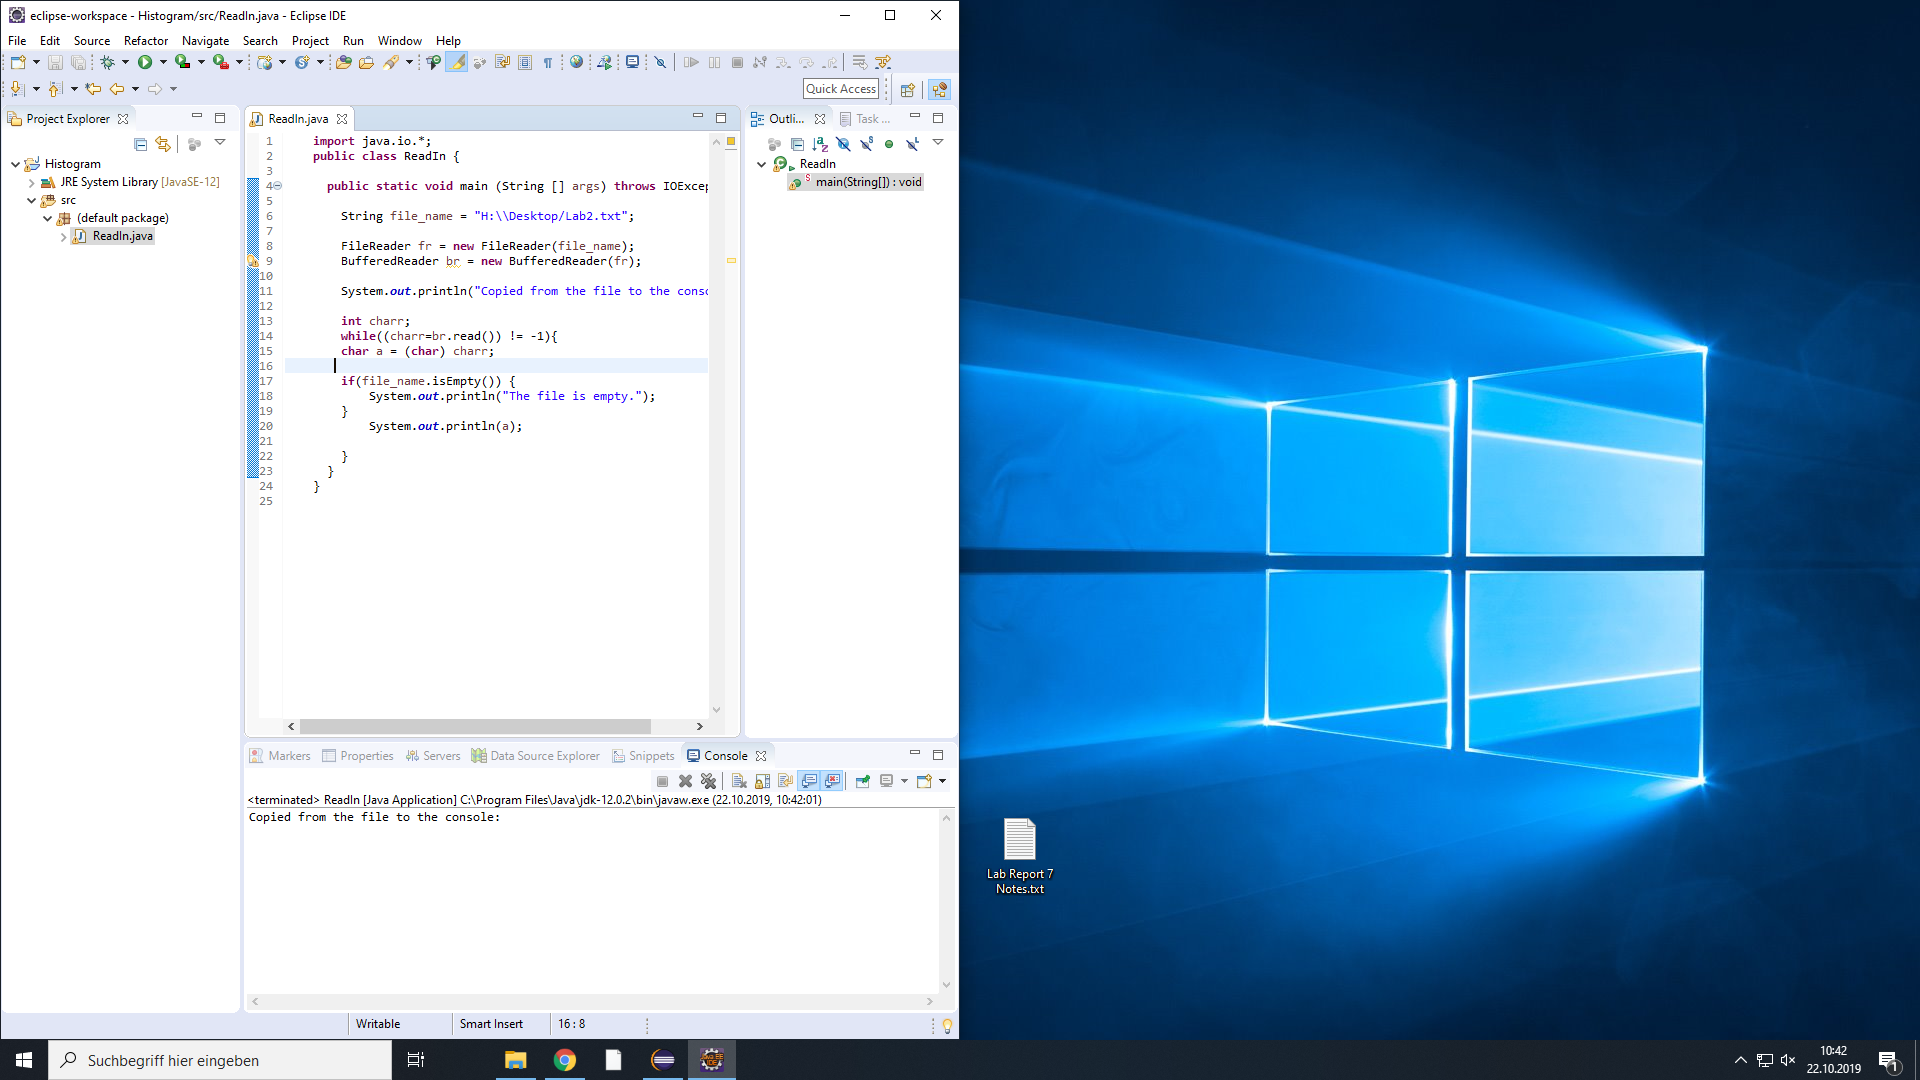 eclipse-workspace - Histogram/src/ReadIn.java - Eclipse IDE
File Edit Source Refactor Navigate Search Project Run Window Help
Quick Access
Project Explorer
Histogram
JRE System Library [JavaSE-12]
src
(default package)
ReadIn.java
ReadIn.java
1 import java.io.*;
2 public class ReadIn {
3
4 public static void main (String [] args) throws IOExcep
5
6 String file_name = "H:\\Desktop/Lab2.txt";
7
8 FileReader fr = new FileReader(file_name);
9 BufferedReader br = new BufferedReader(fr);
10
11 System.out.println("Copied from the file to the conso
12
13 int charr;
14 while((charr=br.read()) != -1){
15 char a = (char) charr;
16
17 if(file_name.isEmpty()) {
18 System.out.println("The file is empty.");
19 }
20 System.out.println(a);
21
22 }
23 }
24 }
25
Outli... Task ...
ReadIn
main(String[]) : void
Markers Properties Servers Data Source Explorer Snippets Console
<terminated> ReadIn [Java Application] C:\Program Files\Java\jdk-12.0.2\bin\javaw.exe (22.10.2019, 10:42:01)
Copied from the file to the console:
Writable Smart Insert 16 : 8
Lab Report 7
Notes.txt
Suchbegriff hier eingeben
Java EE
IDE
10:42
22.10.2019
1